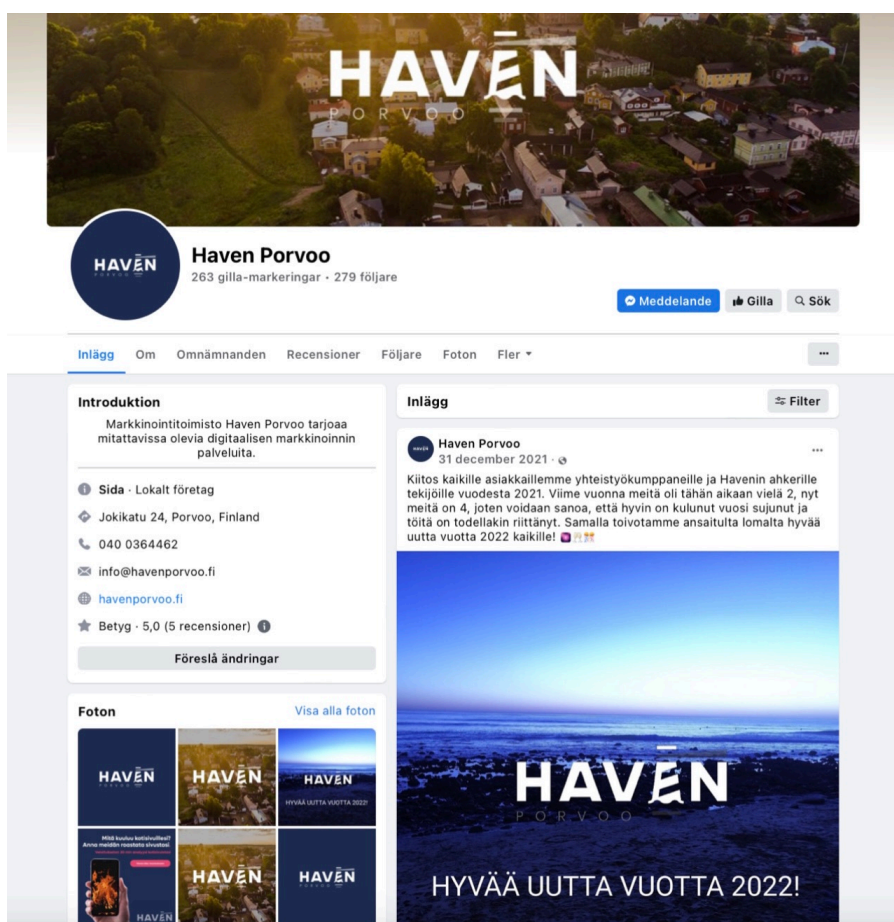 HAVĒN
PORVOO
HAVĒN
PORVOO
Haven Porvoo
263 gilla-markeringar · 279 följare
Meddelande
Gilla
Sök
Inlägg
Om
Omnämnanden
Recensioner
Följare
Foton
Fler
Introduktion
Markkinointitoimisto Haven Porvoo tarjoaa
mitattavissa olevia digitaalisen markkinoinnin
palveluita.
Sida · Lokalt företag
Jokikatu 24, Porvoo, Finland
040 0364462
info@havenporvoo.fi
havenporvoo.fi
Betyg · 5,0 (5 recensioner)
Föreslå ändringar
Foton
Visa alla foton
HAVĒN
HAVĒN
HAVĒN
HYVÄÄ UUTTA VUOTTA 2022!
Mitä kuuluu kotisivuillesi?
Anna meidän roastata sivustosi.
HAVĒN
HAVĒN
HAVĒN
Inlägg
Filter
HAVĒN
Haven Porvoo
31 december 2021 ·
Kiitos kaikille asiakkaillemme yhteistyökumppaneille ja Havenin ahkerille
tekijöille vuodesta 2021. Viime vuonna meitä oli tähän aikaan vielä 2, nyt
meitä on 4, joten voidaan sanoa, että hyvin on kulunut vuosi sujunut ja
töitä on todellakin riittänyt. Samalla toivotamme ansaitulta lomalta hyvää
uutta vuotta 2022 kaikille! 🎆🥂🎊
HAVĒN
PORVOO
HYVÄÄ UUTTA VUOTTA 2022!